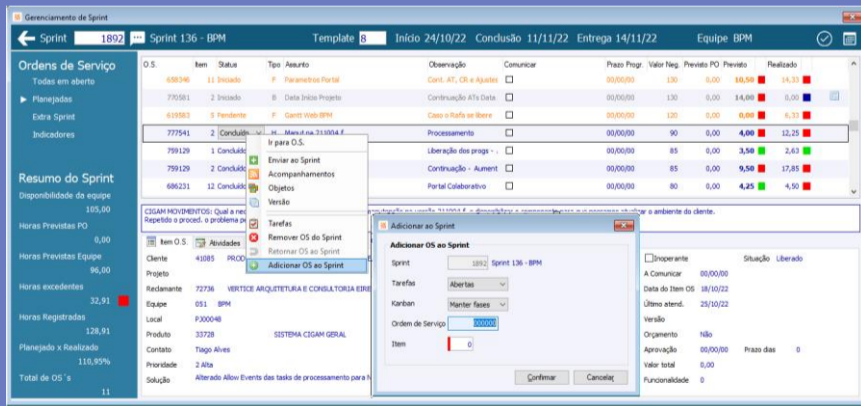 Gerenciamento de Sprint
Sprint 1892 Sprint 136 - BPM Template 8 Início 24/10/22 Conclusão 11/11/22 Entrega 14/11/22 Equipe BPM
Ordens de Serviço
Todas em aberto
Planejadas
Extra Sprint
Indicadores
Resumo do Sprint
Disponibilidade da equipe
105,00
Horas Previstas PO
0,00
Horas Previstas Equipe
96,00
Horas excedentes
32,91
Horas Registradas
128,91
Planejado x Realizado
110,95%
Total de OS´s
11
O.S. Item Status Tipo Assunto Observação Comunicar Prazo Progr. Valor Neg. Previsto PO Previsto Realizado
658346 11 Iniciado P Parametros Portal Cont. AT, CR e Ajustes 00/00/00 130 0,00 10,50 14,33
770581 2 Iniciado B Data Início Projeto Continuação ATs Data 00/00/00 130 0,00 14,00 0,00
619583 5 Pendente F Gantt Web BPM Caso o Rafa se libere 00/00/00 120 0,00 0,00 6,33
777541 2 Concluído M Manut na 211004.f Processamento 00/00/00 90 0,00 4,00 12,25
759129 1 Concluído Liberação dos progs - . 00/00/00 85 0,00 3,50 2,63
759129 2 Concluído Continuação - Aument 00/00/00 85 0,00 9,50 17,85
686231 12 Concluído Portal Colaborativo 00/00/00 80 0,00 4,25 4,50
Ir para O.S.
Enviar ao Sprint
Acompanhamentos
Objetos
Versão
Tarefas
Remover OS do Sprint
Retornar OS ao Sprint
Adicionar OS ao Sprint
CIGAM MOVIMENTOS: Qual a nec o ambiente do cliente.
Repetido o proced. o problema pe
Item O.S. Atividades
Cliente 41085 PROD
Projeto
Reclamante 72736 VERTICE ARQUITETURA E CONSULTORIA EIRE
Equipe 051 BPM
Local PJ00048
Produto 33728 SISTEMA CIGAM GERAL
Contato Tiago Alves
Prioridade 2 Alta
Solução Alterado Allow Events das tasks de processamento para N
Adicionar ao Sprint
Adicionar OS ao Sprint
Sprint 1892 Sprint 136 - BPM
Tarefas Abertas
Kanban Manter fases
Ordem de Serviço 000000
Item 0
Confirmar Cancelar
Inoperante Situação Liberado
A Comunicar 00/00/00
Data do Item OS 18/10/22
Último atend. 25/10/22
Versão
Orçamento Não
Aprovação 00/00/00 Prazo dias 0
Valor total 0,00
Funcionalidade 0